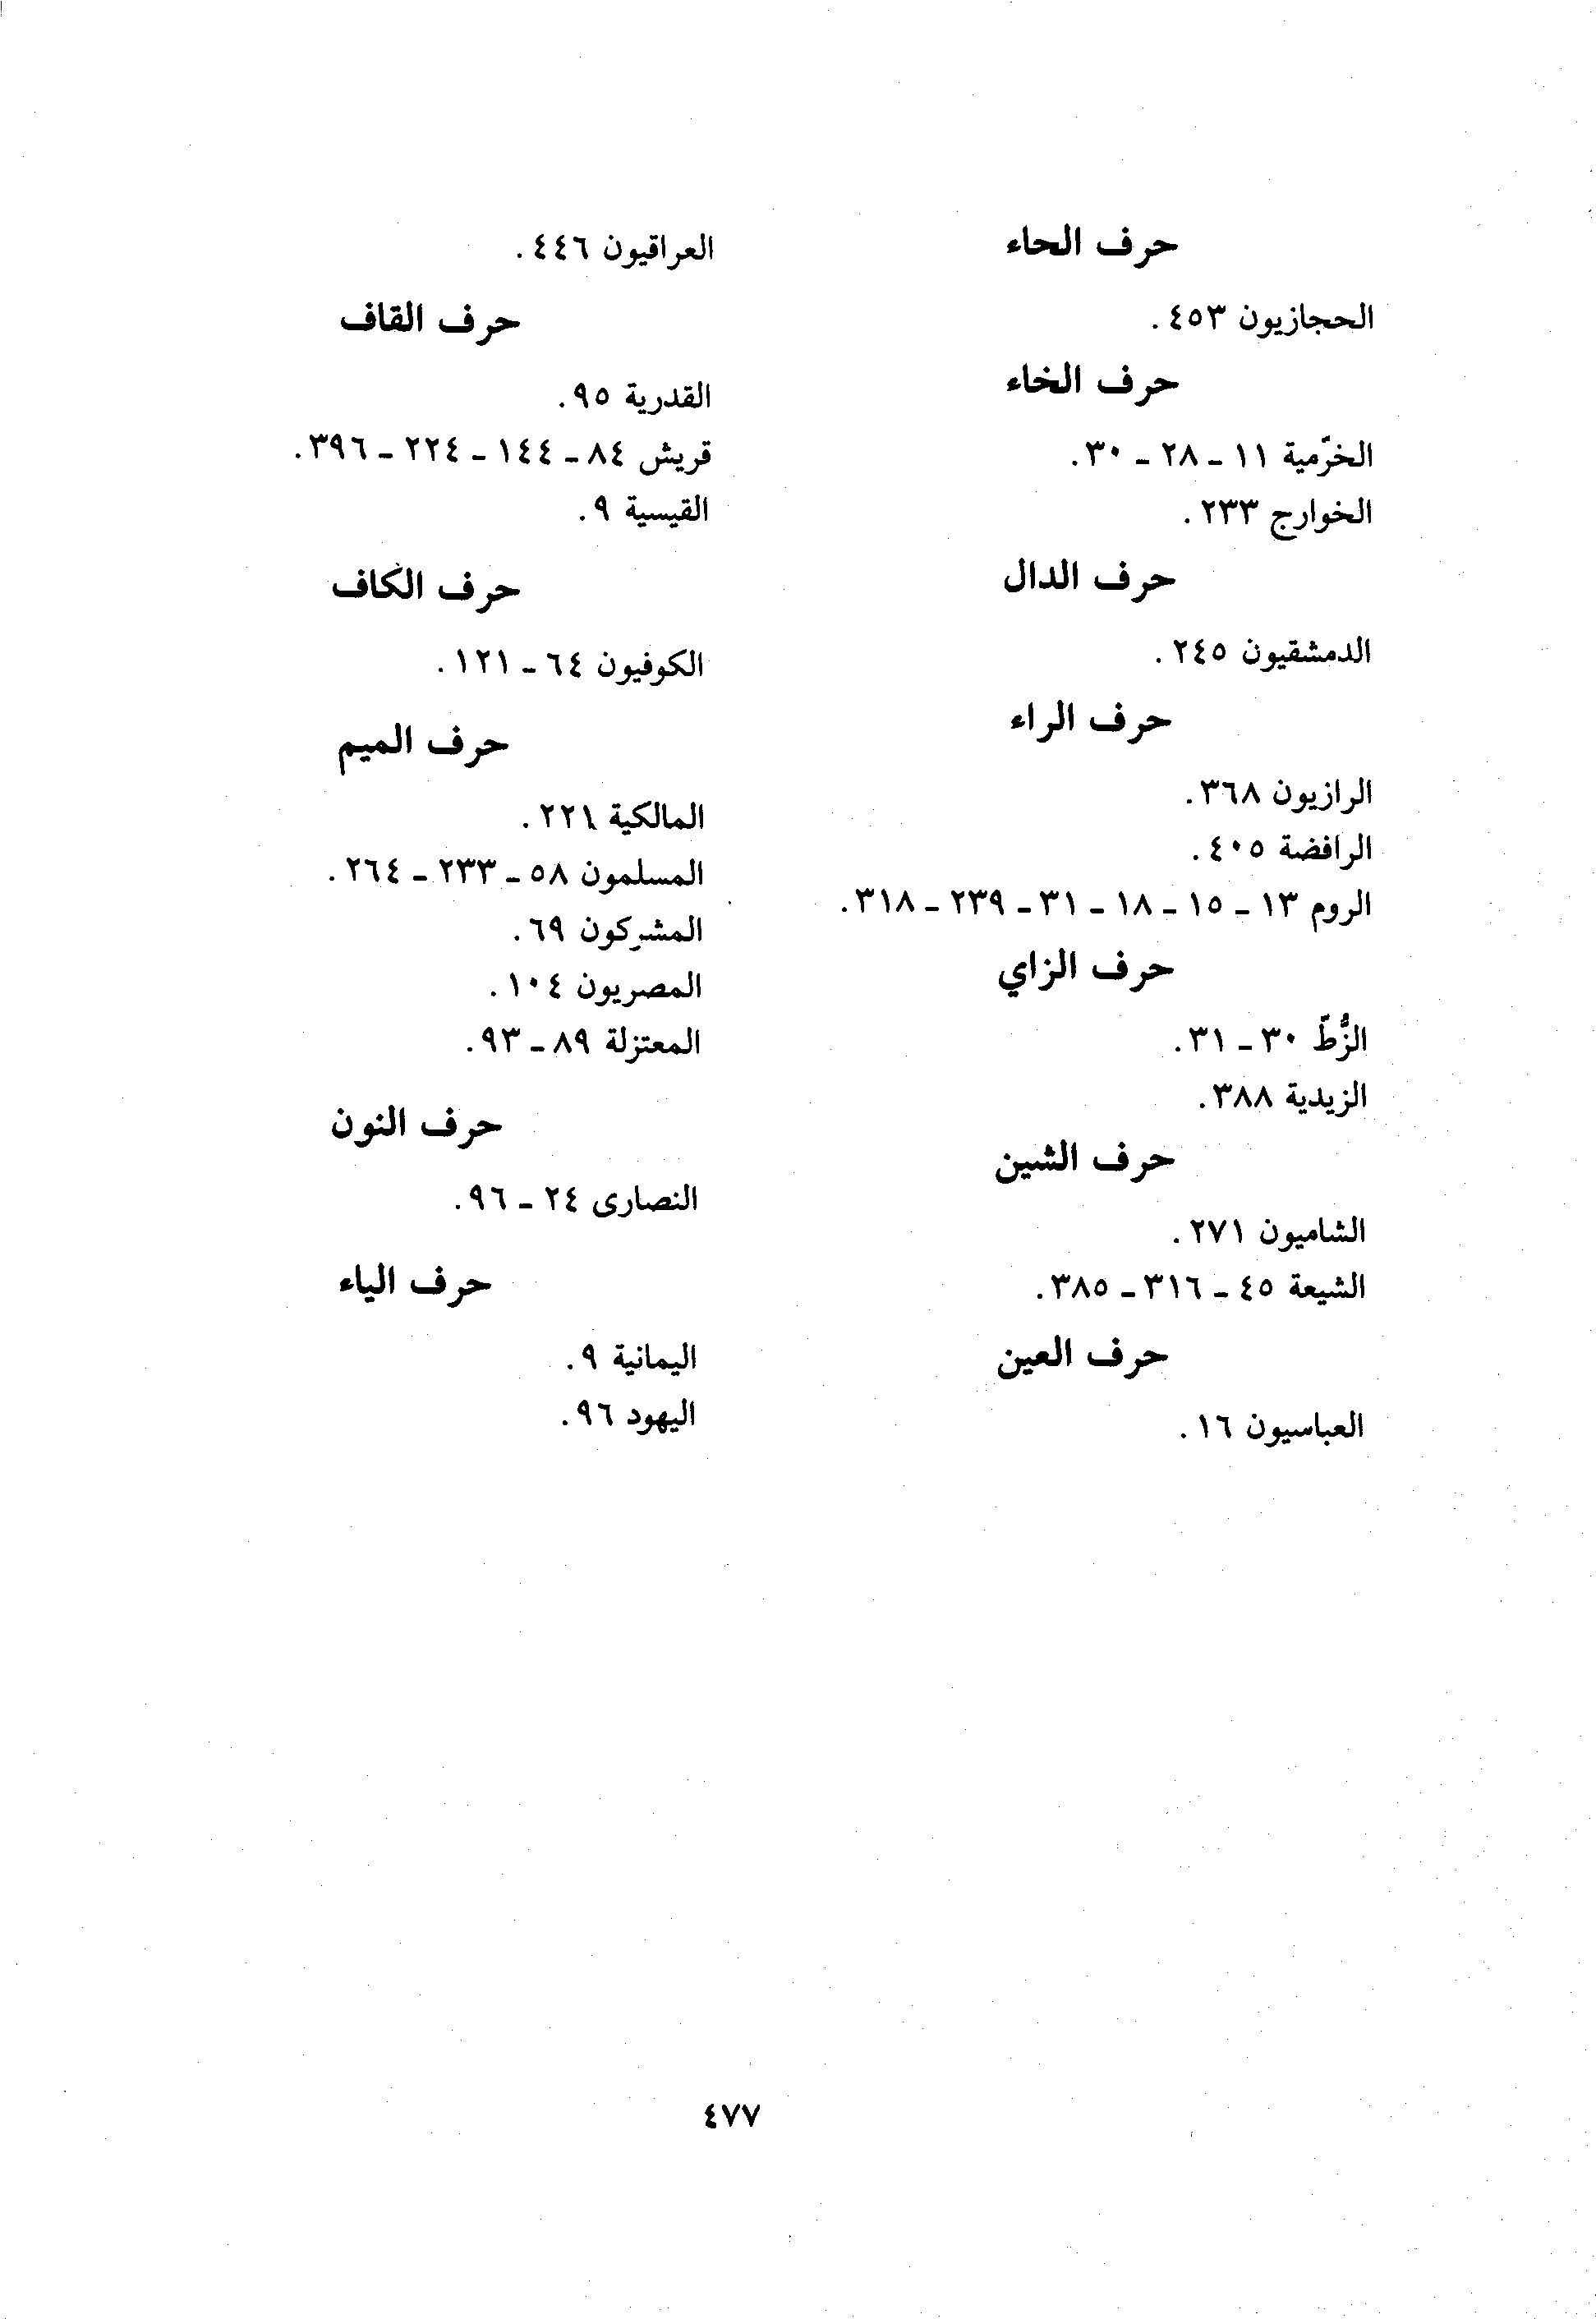 حرف الحاء
الحجازيون ٤٥٣.
حرف الخاء
الخرّمية ١١ ـ ٢٨ ـ ٣٠.
الخوارج ٢٣٣.
حرف الدال
الدمشقيون ٢٤٥.
حرف الراء
الرازيون ٣٦٨.
الرافضة ٤٠٥.
الروم ١٣ ـ ١٥ ـ ١٨ ـ ٣١ ـ ٢٣٩ ـ ٣١٨.
حرف الزاي
الزُّطّ ٣٠ ـ ٣١.
الزيدية ٣٨٨.
حرف الشين
الشاميون ٢٧١.
الشيعة ٤٥ ـ ٣١٦ ـ ٣٨٥.
حرف العين
العباسيون ١٦.
العراقيون ٤٤٦.
حرف القاف
القدرية ٩٥.
قريش ٨٤ ـ ١٤٤ ـ ٢٢٤ ـ ٣٩٦.
القيسية ٩.
حرف الكاف
الكوفيون ٦٤ ـ ١٢١.
حرف الميم
المالكية ٢٢١.
المسلمون ٥٨ ـ ٢٣٣ ـ ٢٦٤.
المشركون ٦٩.
المصريون ١٠٤.
المعتزلة ٨٩ ـ ٩٣.
حرف النون
النصارى ٢٤ ـ ٩٦.
حرف الياء
اليمانية ٩.
اليهود ٩٦.
٤٧٧